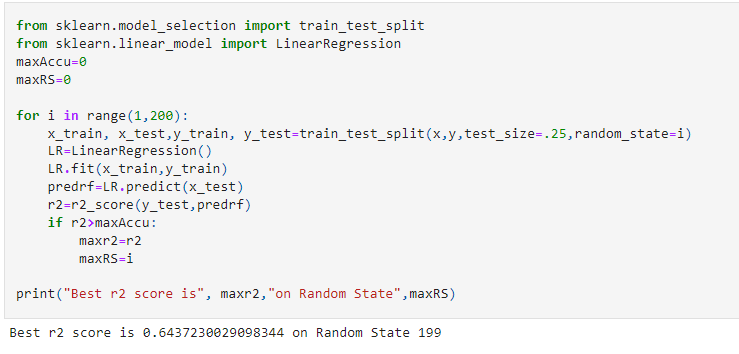 from sklearn.model_selection import train_test_split
from sklearn.linear_model import LinearRegression
maxAccu=0
maxRS=0
for i in range(1,200):
    x_train, x_test,y_train, y_test=train_test_split(x,y,test_size=.25,random_state=i)
    LR=LinearRegression()
    LR.fit(x_train,y_train)
    predrf=LR.predict(x_test)
    r2=r2_score(y_test,predrf)
    if r2>maxAccu:
        maxr2=r2
        maxRS=i
print("Best r2 score is", maxr2,"on Random State",maxRS)
Best r2 score is 0.6437230029098344 on Random State 199